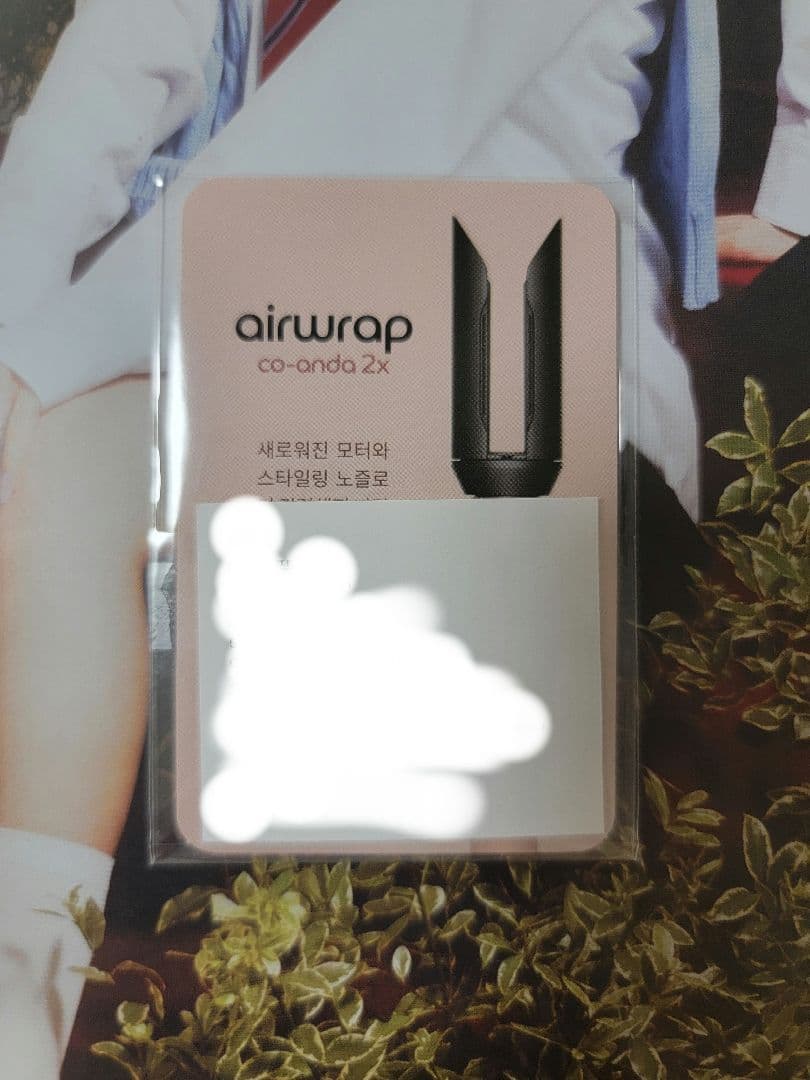 airwrap
co-anda 2x
새로워진 모터와
스타일링 노즐로